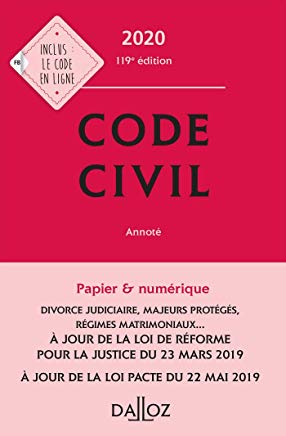 INCLUS
: LE CODE
EN LIGNE
FB
2020
119e édition
CODE
CIVIL
Annoté
Papier & numérique
DIVORCE JUDICIAIRE, MAJEURS PROTÉGÉS,
RÉGIMES MATRIMONIAUX...
À JOUR DE LA LOI DE RÉFORME
POUR LA JUSTICE DU 23 MARS 2019
À JOUR DE LA LOI PACTE DU 22 MAI 2019
DALLOZ